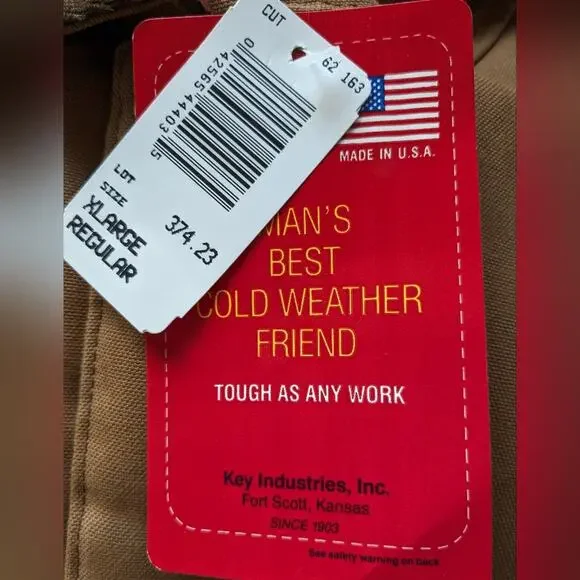 CUT
62 163
0 42565 44403 5
LOT
374.23
SIZE
XLARGE
REGULAR
MADE IN U.S.A.
MAN'S
BEST
COLD WEATHER
FRIEND
TOUGH AS ANY WORK
Key Industries, Inc.
Fort Scott, Kansas
SINCE 1903
See safety warning on back